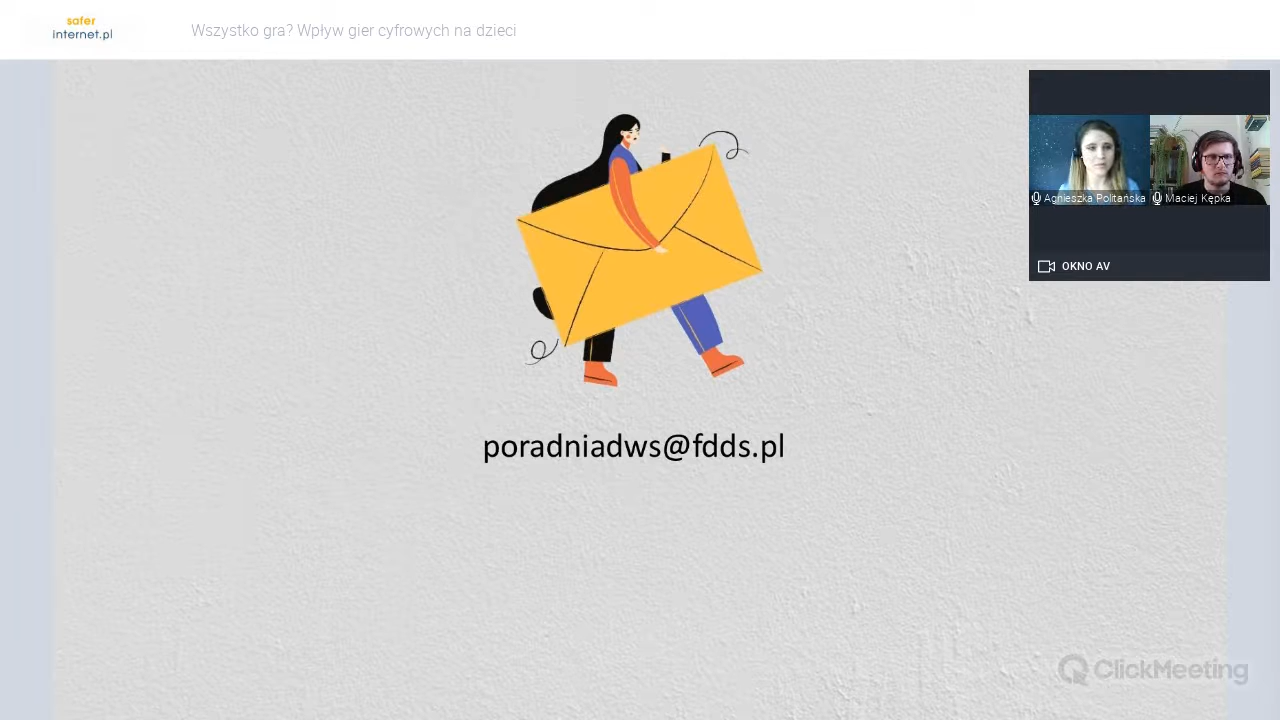 safer
internet.pl
Wszystko gra? Wpływ gier cyfrowych na dzieci
Agnieszka Politańska
Maciej Kępka
OKNO AV
poradniadws@fdds.pl
ClickMeeting